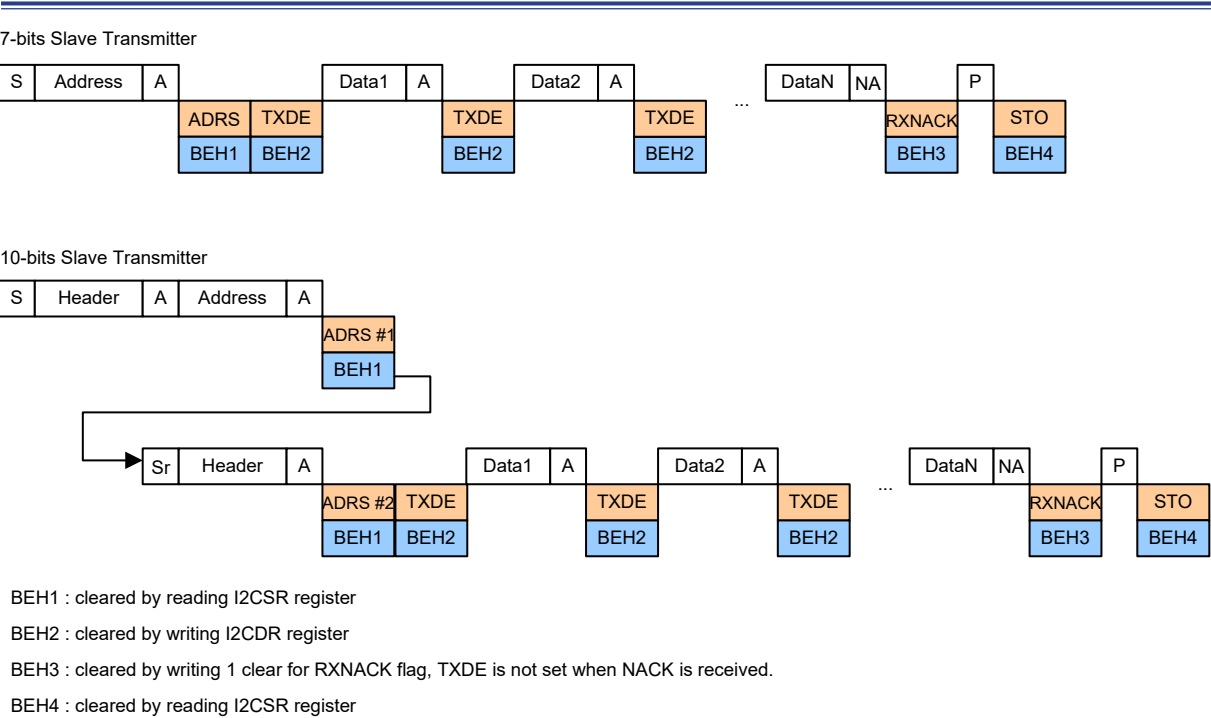 7-bits Slave Transmitter
S Address A Data1 A Data2 A ... DataN NA P
ADRS TXDE TXDE TXDE RXNACK STO
BEH1 BEH2 BEH2 BEH2 BEH3 BEH4
10-bits Slave Transmitter
S Header A Address A
ADRS #1
BEH1
Sr Header A Data1 A Data2 A ... DataN NA P
ADRS #2 TXDE TXDE TXDE RXNACK STO
BEH1 BEH2 BEH2 BEH2 BEH3 BEH4
BEH1 : cleared by reading I2CSR register
BEH2 : cleared by writing I2CDR register
BEH3 : cleared by writing 1 clear for RXNACK flag, TXDE is not set when NACK is received.
BEH4 : cleared by reading I2CSR register